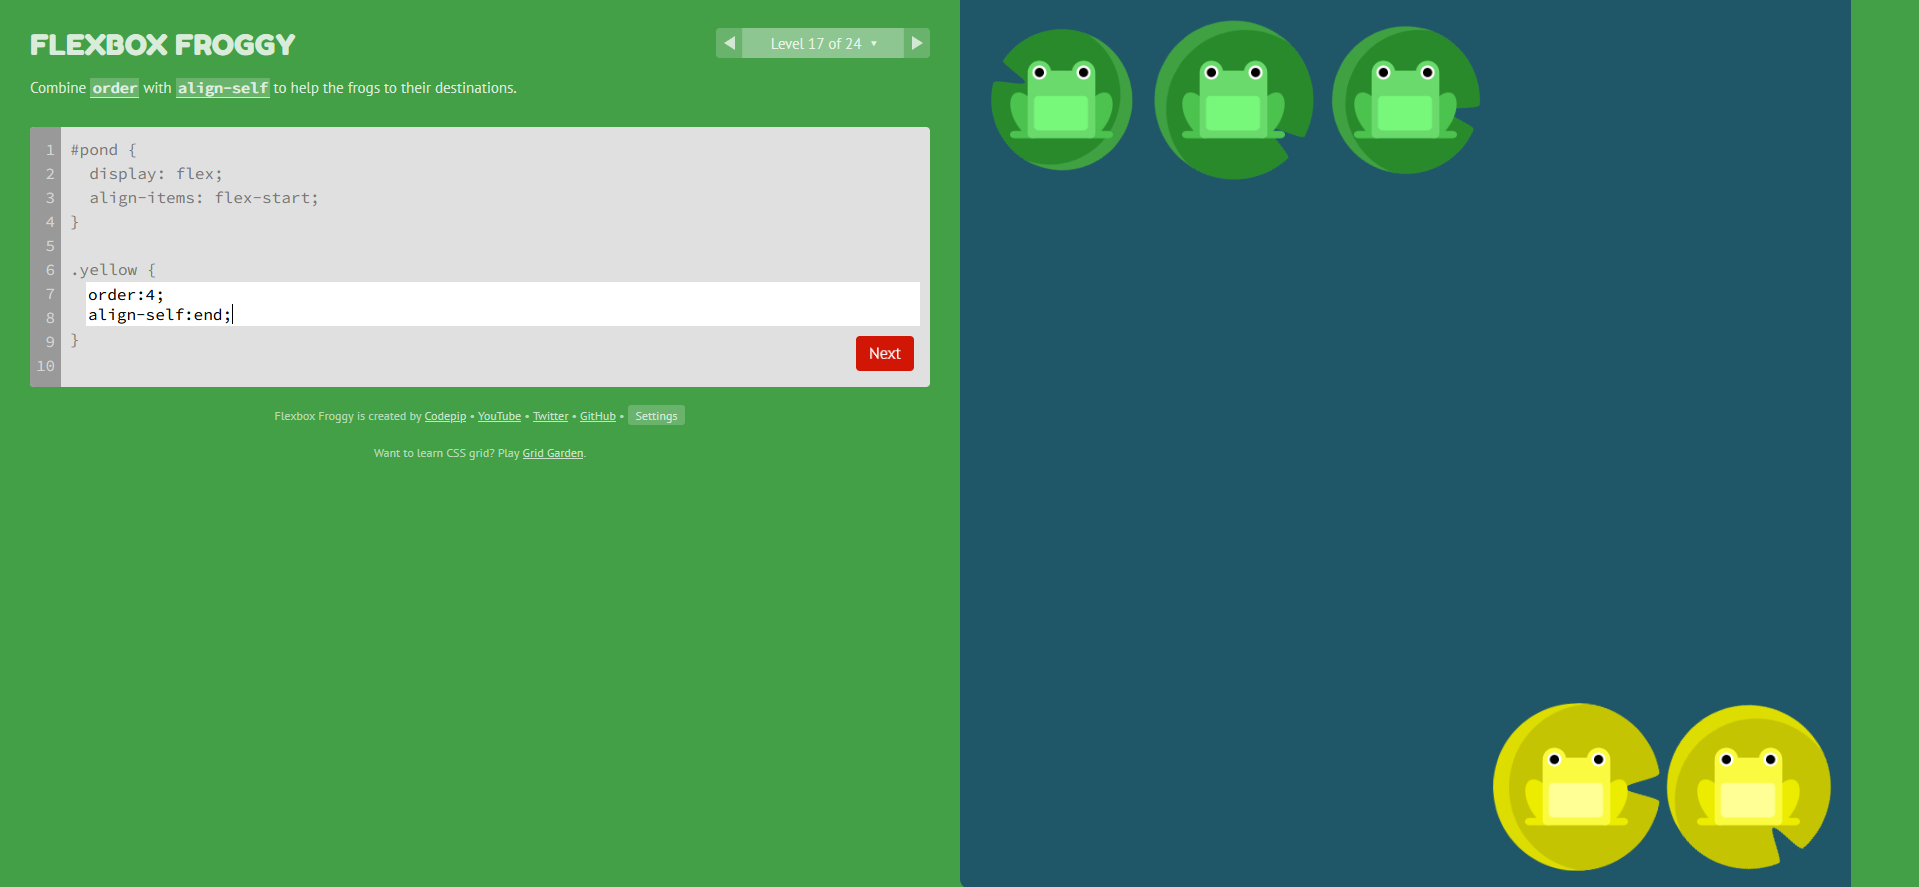 FLEXBOX FROGGY
Level 17 of 24 ▾
Combine order with align-self to help the frogs to their destinations.
1 #pond {
2 display: flex;
3 align-items: flex-start;
4 }
5
6 .yellow {
7 order:4;
8 align-self:end;
9 }
10
Next
Flexbox Froggy is created by Codepip • YouTube • Twitter • GitHub • Settings
Want to learn CSS grid? Play Grid Garden.